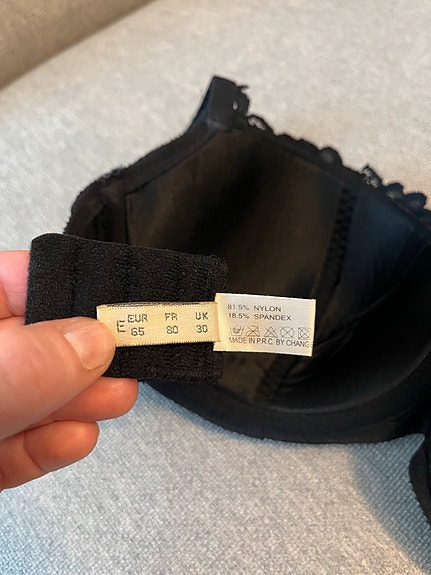 E EUR FR UK
65 80 30
81.5% NYLON
18.5% SPANDEX
MADE IN P.R.C BY CHANG